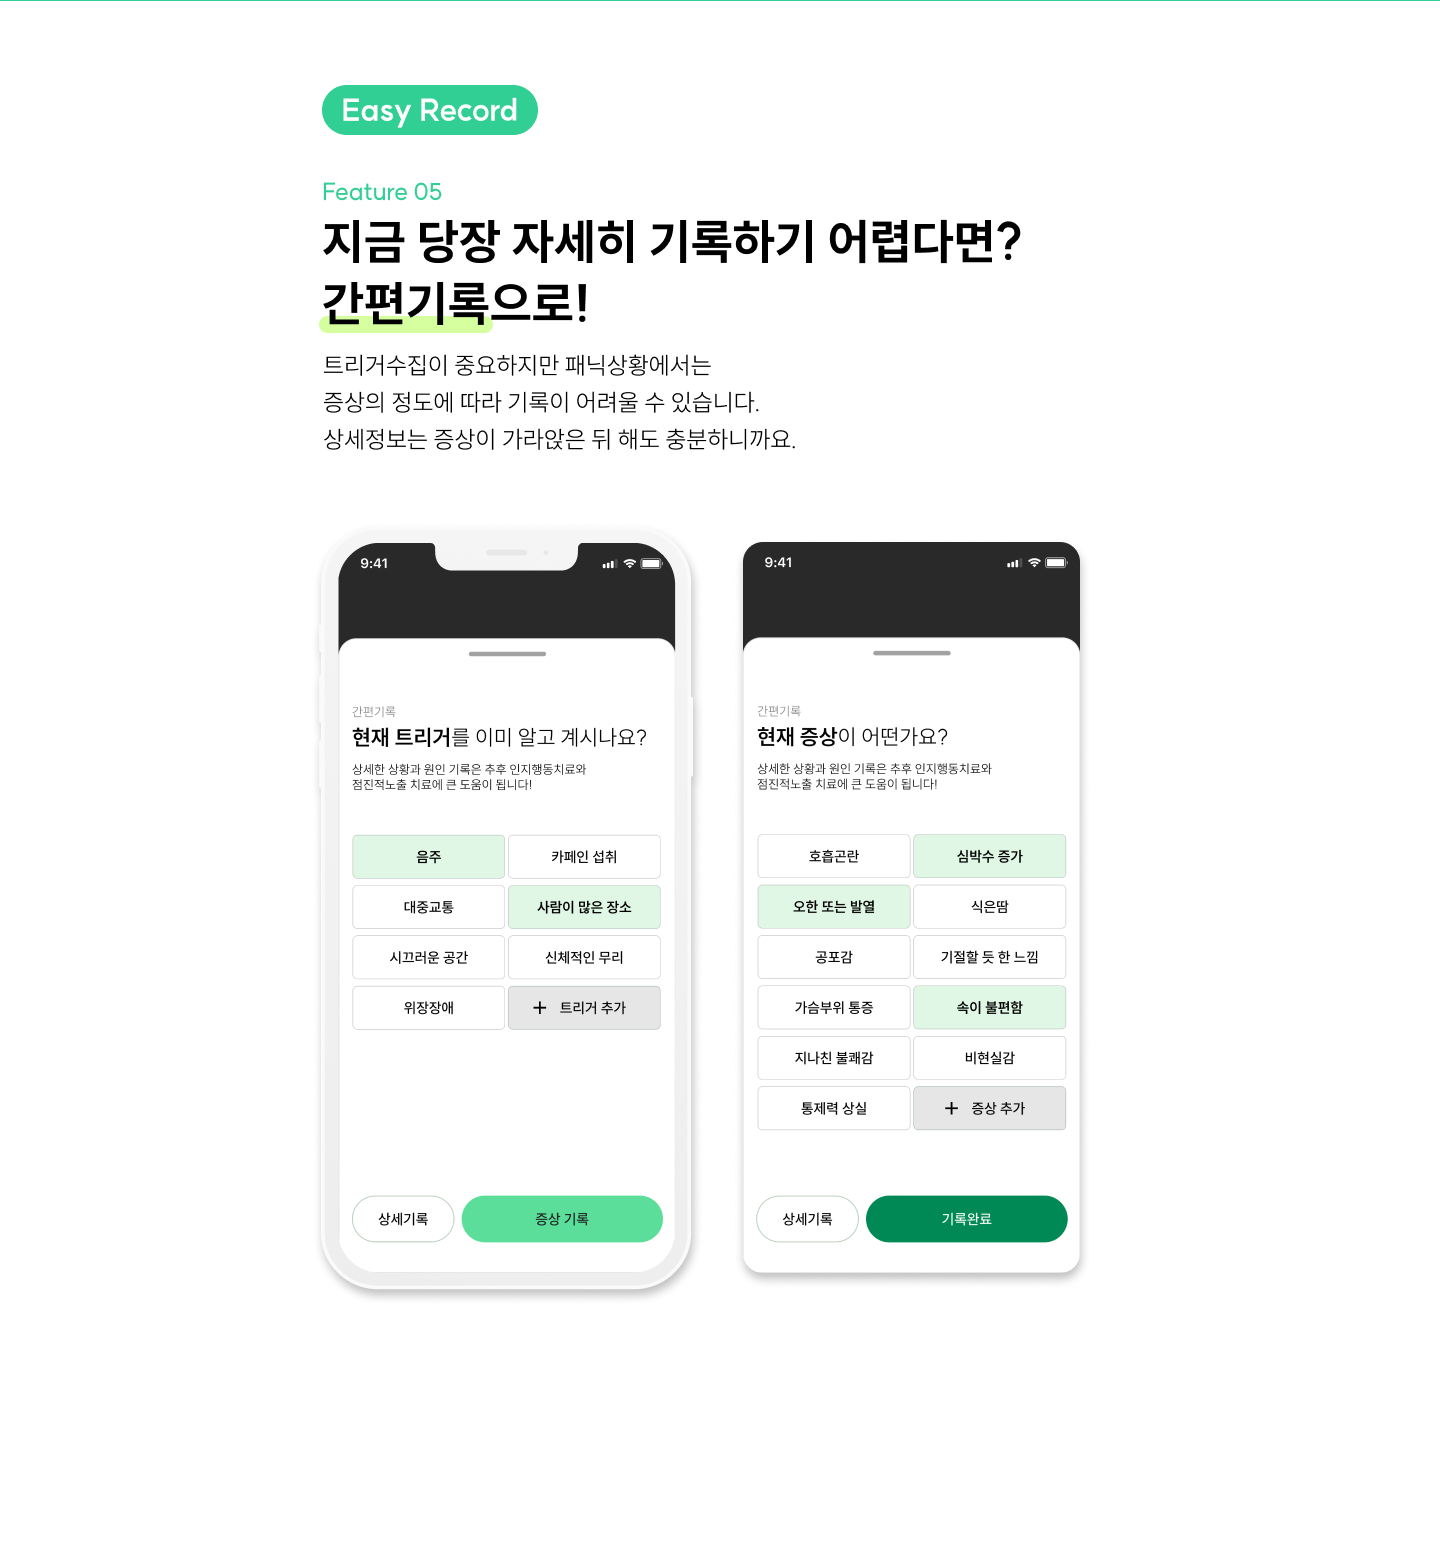 Easy Record
Feature 05
지금 당장 자세히 기록하기 어렵다면?
간편기록으로!
트리거수집이 중요하지만 패닉상황에서는
증상의 정도에 따라 기록이 어려울 수 있습니다.
상세정보는 증상이 가라앉은 뒤 해도 충분하니까요.
9:41
간편기록
현재 트리거를 이미 알고 계시나요?
상세한 상황과 원인 기록은 추후 인지행동치료와
점진적노출 치료에 큰 도움이 됩니다!
음주
카페인 섭취
대중교통
사람이 많은 장소
시끄러운 공간
신체적인 무리
위장장애
+ 트리거 추가
상세기록
증상 기록
9:41
간편기록
현재 증상이 어떤가요?
상세한 상황과 원인 기록은 추후 인지행동치료와
점진적노출 치료에 큰 도움이 됩니다!
호흡곤란
심박수 증가
오한 또는 발열
식은땀
공포감
기절할 듯 한 느낌
가슴부위 통증
속이 불편함
지나친 불쾌감
비현실감
통제력 상실
+ 증상 추가
상세기록
기록완료